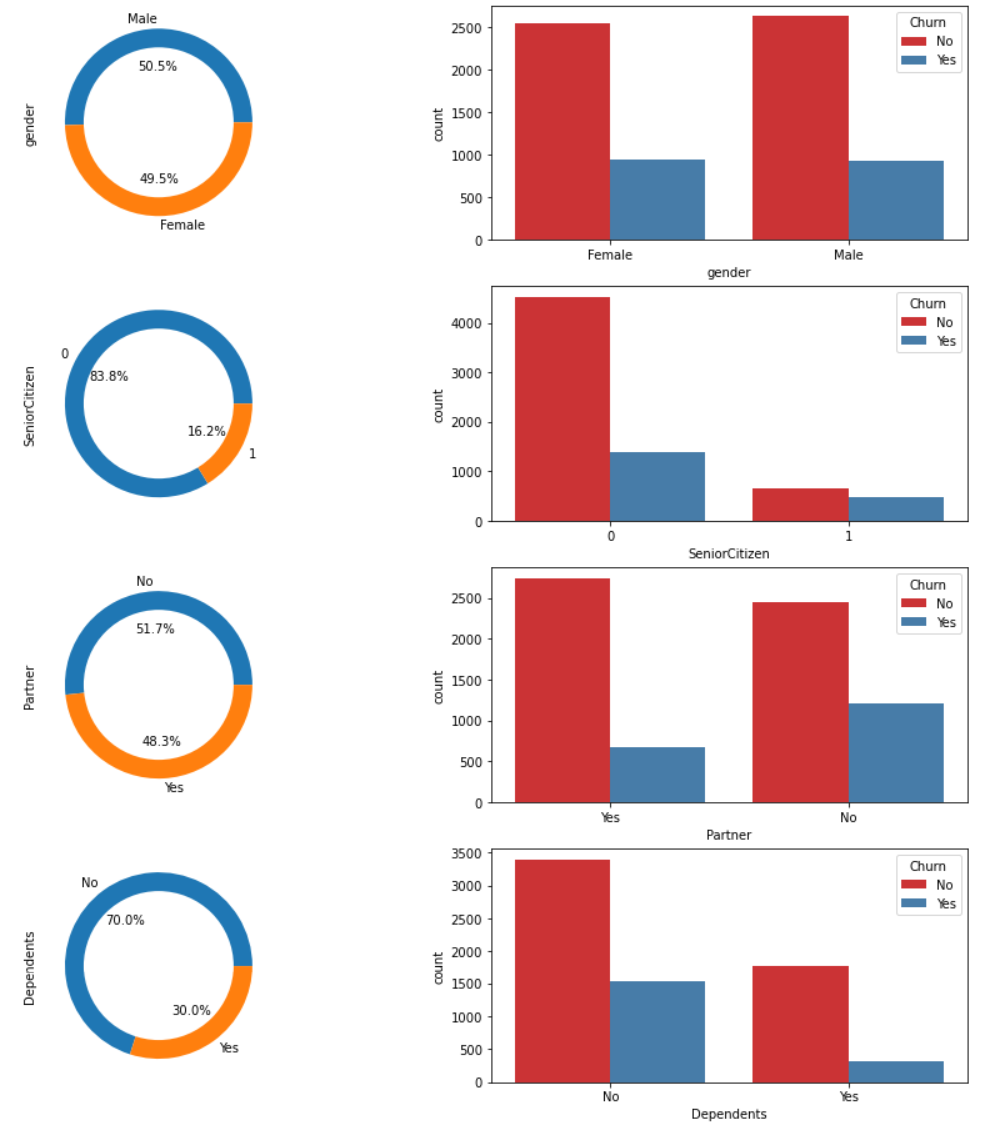 Male
50.5%
gender
49.5%
Female
2500
2000
1500
1000
500
0
count
Churn
No
Yes
Female
Male
gender
0
83.8%
SeniorCitizen
16.2%
1
4000
3000
2000
1000
0
count
Churn
No
Yes
0
1
SeniorCitizen
No
51.7%
Partner
48.3%
Yes
2500
2000
1500
1000
500
0
count
Churn
No
Yes
Yes
No
Partner
No
70.0%
Dependents
30.0%
Yes
3500
3000
2500
2000
1500
1000
500
0
count
Churn
No
Yes
No
Yes
Dependents